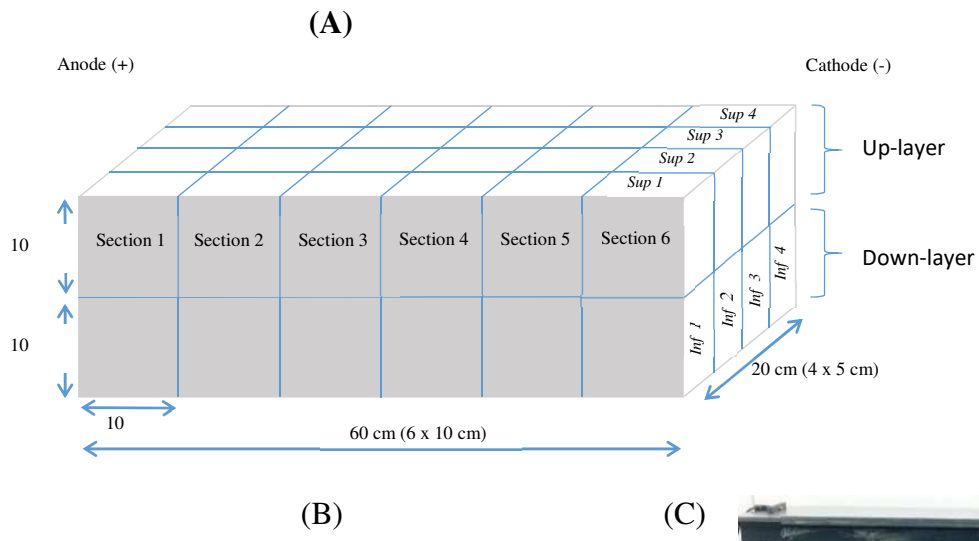 (A)
Anode (+)
Cathode (-)
Sup 4
Sup 3
Sup 2
Sup 1
Up-layer
10
Section 1
Section 2
Section 3
Section 4
Section 5
Section 6
Down-layer
10
Inf 1
Inf 2
Inf 3
Inf 4
20 cm (4 x 5 cm)
10
60 cm (6 x 10 cm)
(B)
(C)